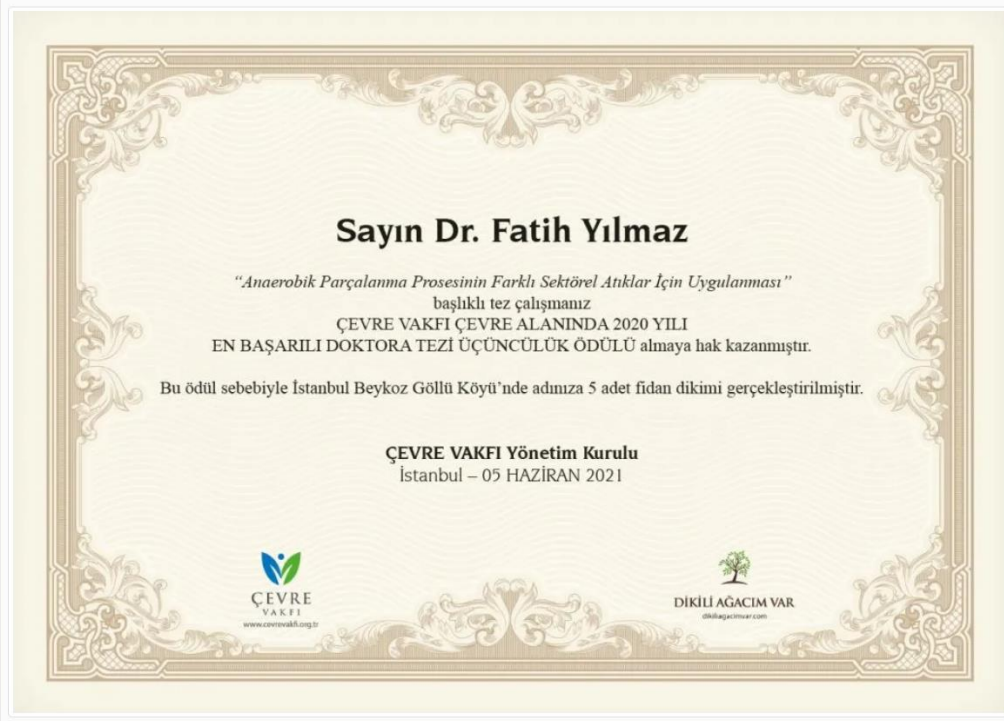 Sayın Dr. Fatih Yılmaz
“Anaerobik Parçalanma Prosesinin Farklı Sektörel Atıklar İçin Uygulanması”
başlıklı tez çalışmanız
ÇEVRE VAKFI ÇEVRE ALANINDA 2020 YILI
EN BAŞARILI DOKTORA TEZİ ÜÇÜNCÜLÜK ÖDÜLÜ almaya hak kazanmıştır.
Bu ödül sebebiyle İstanbul Beykoz Göllü Köyü’nde adınıza 5 adet fidan dikimi gerçekleştirilmiştir.
ÇEVRE VAKFI Yönetim Kurulu
İstanbul – 05 HAZİRAN 2021
ÇEVRE
VAKFI
www.cevrevakfi.org.tr
DİKİLİ AĞACIM VAR
dikiliagacimvar.com